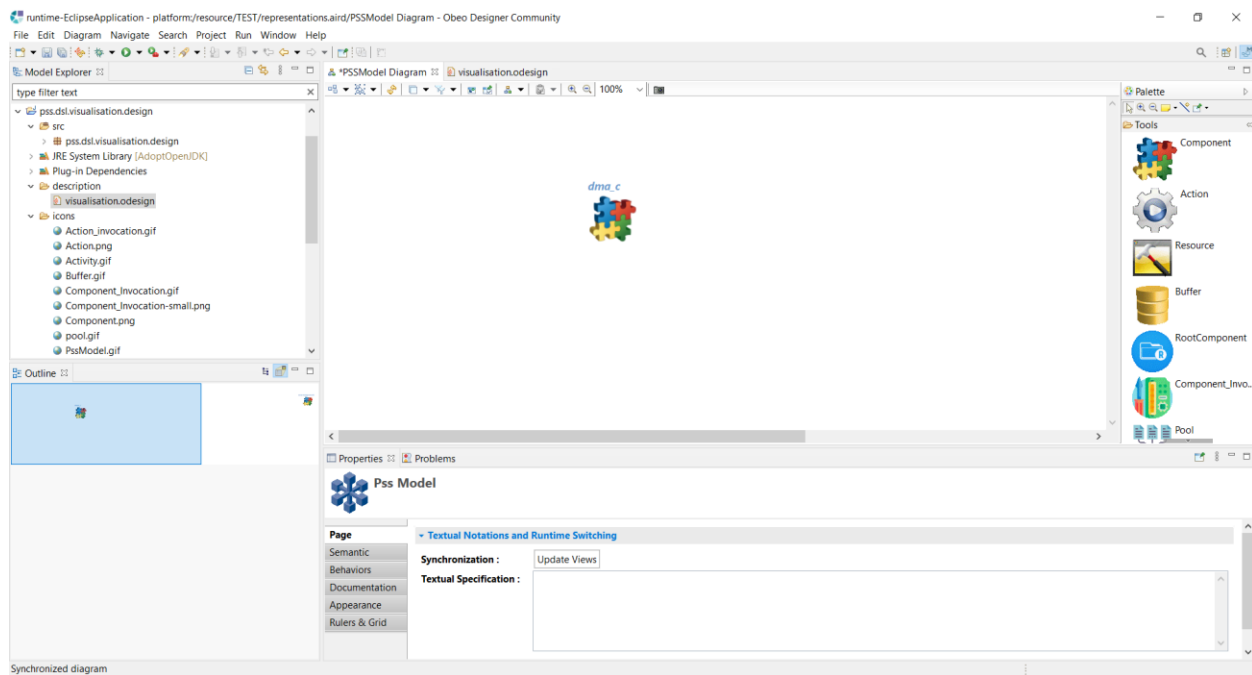 runtime-EclipseApplication - platform:/resource/TEST/representations.aird/PSSModel Diagram - Obeo Designer Community
File Edit Diagram Navigate Search Project Run Window Help
Model Explorer
type filter text
pss.dsl.visualisation.design
src
pss.dsl.visualisation.design
JRE System Library [AdoptOpenJDK]
Plug-in Dependencies
description
visualisation.odesign
icons
Action_invocation.gif
Action.png
Activity.gif
Buffer.gif
Component_Invocation.gif
Component_Invocation-small.png
Component.png
pool.gif
PssModel.gif
Outline
*PSSModel Diagram visualisation.odesign
100%
dma_c
Palette
Tools
Component
Action
Resource
Buffer
RootComponent
Component_Invo..
Pool
Properties Problems
Pss Model
Page
Semantic
Behaviors
Documentation
Appearance
Rulers & Grid
Textual Notations and Runtime Switching
Synchronization : Update Views
Textual Specification :
Synchronized diagram